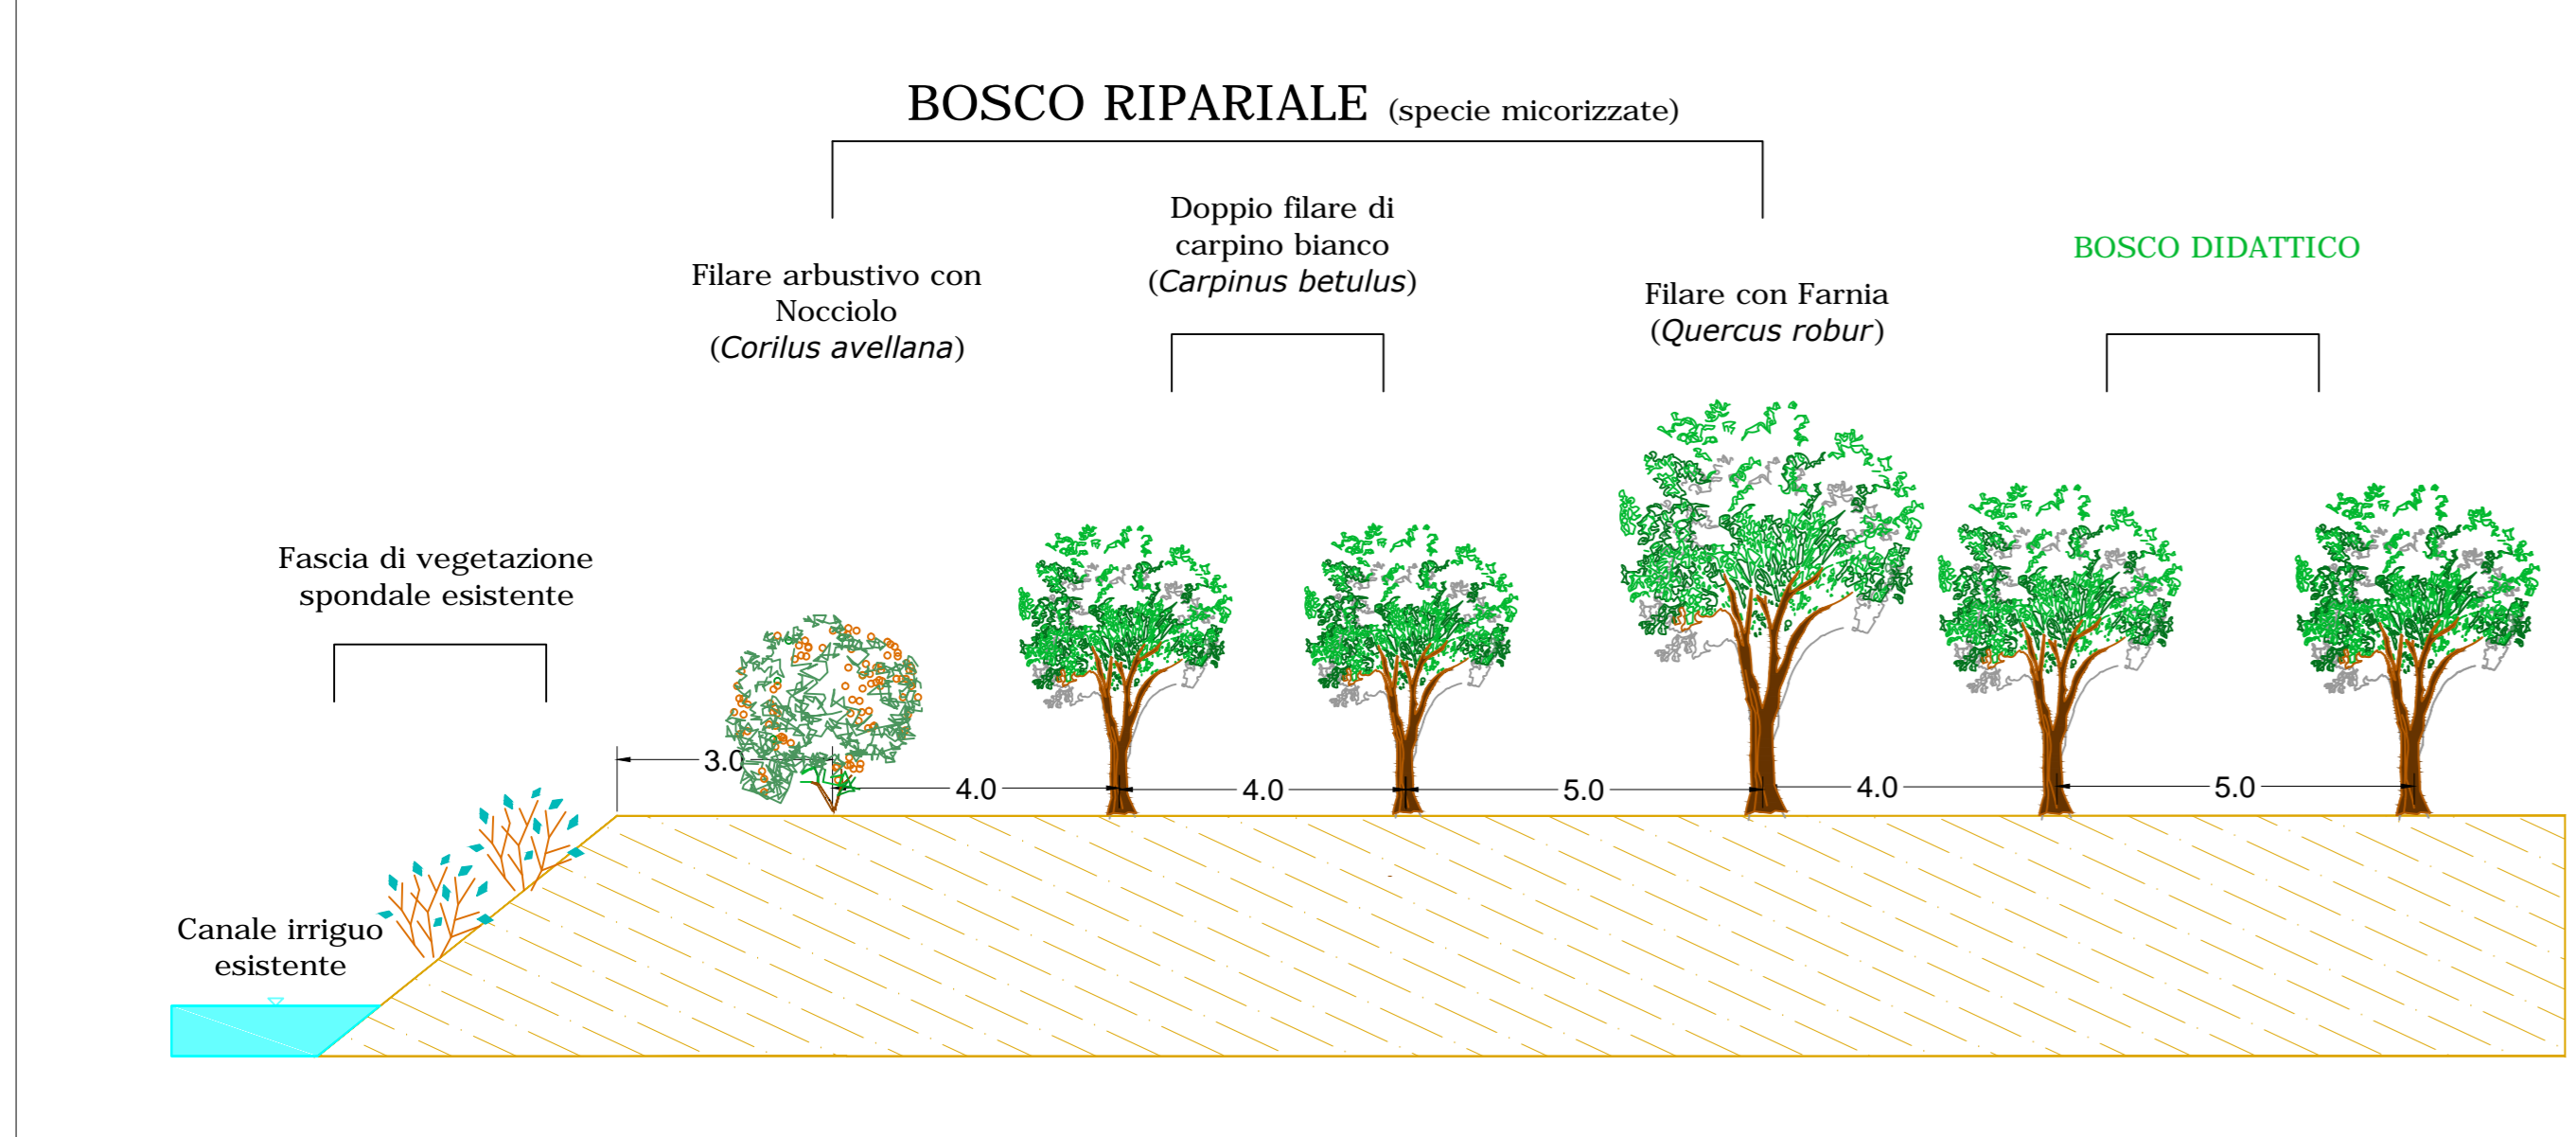 BOSCO RIPARIALE (specie micorizzate)
Doppio filare di
carpino bianco
(Carpinus betulus)
BOSCO DIDATTICO
Filare arbustivo con
Nocciolo
(Corilus avellana)
Filare con Farnia
(Quercus robur)
Fascia di vegetazione
spondale esistente
3.0
4.0
4.0
5.0
4.0
5.0
Canale irriguo
esistente